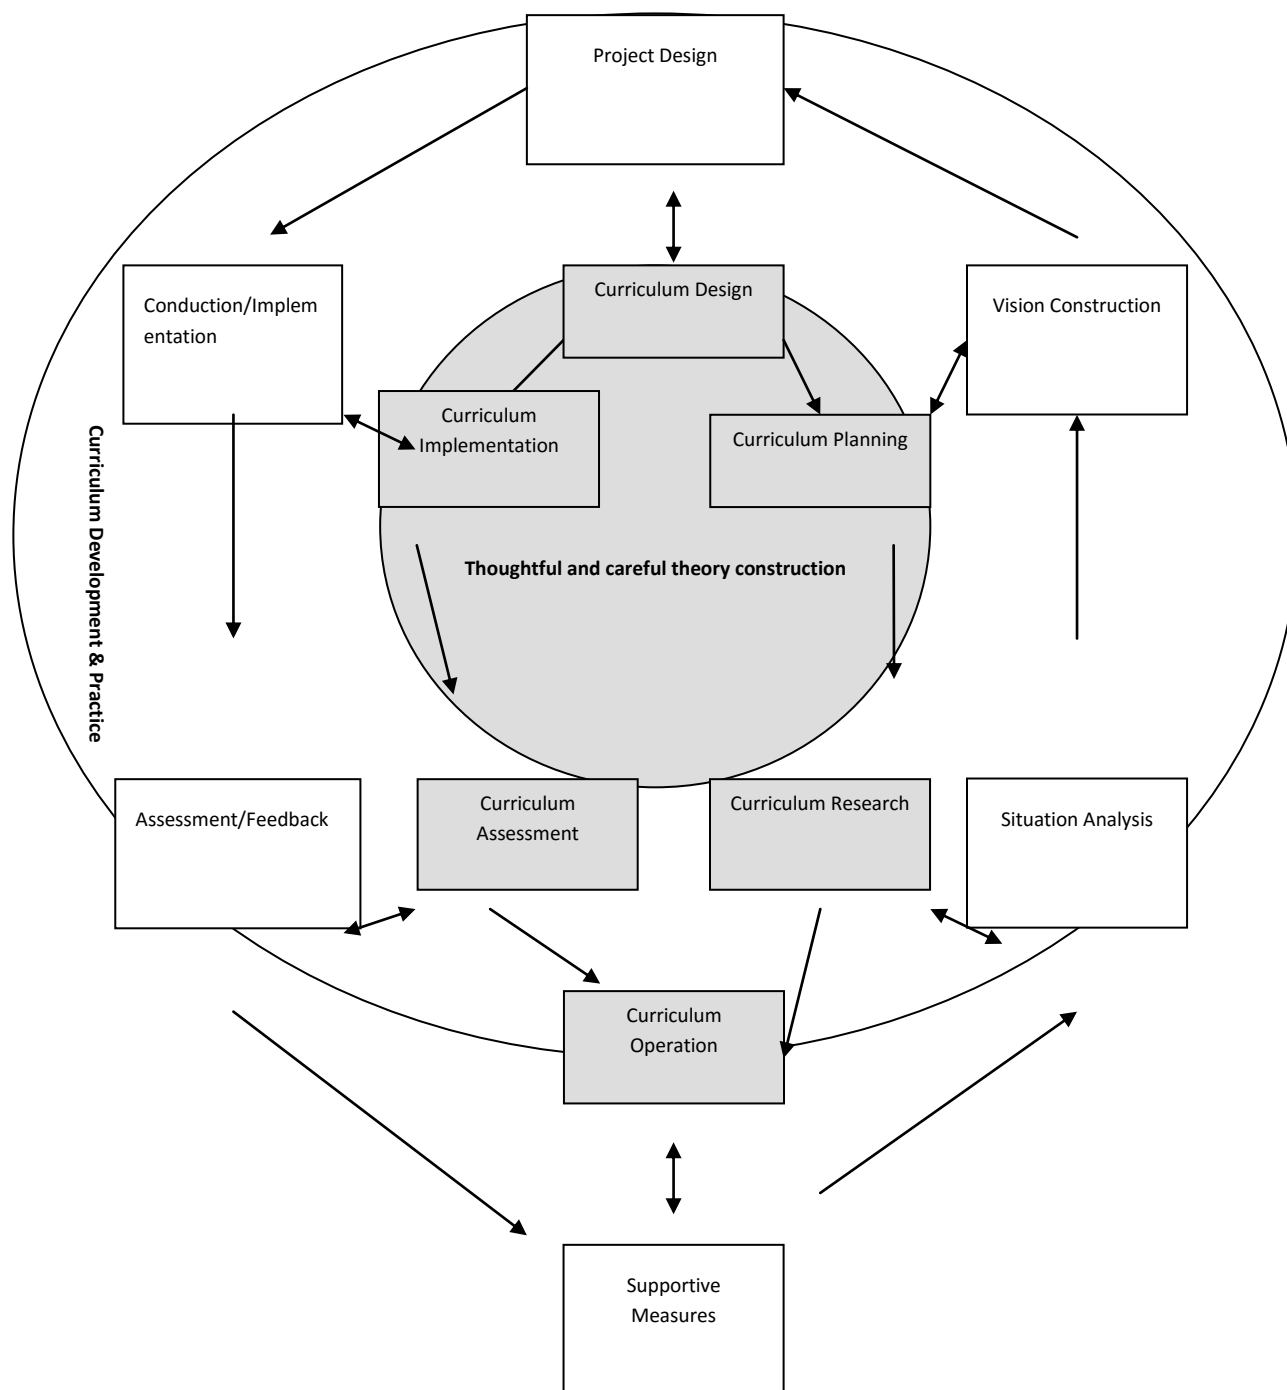 Project Design
Curriculum Design
Conduction/Implem
entation
Vision Construction
Curriculum
Implementation
Curriculum Planning
Curriculum Development & Practice
Thoughtful and careful theory construction
Assessment/Feedback
Curriculum
Assessment
Curriculum Research
Situation Analysis
Curriculum
Operation
Supportive
Measures